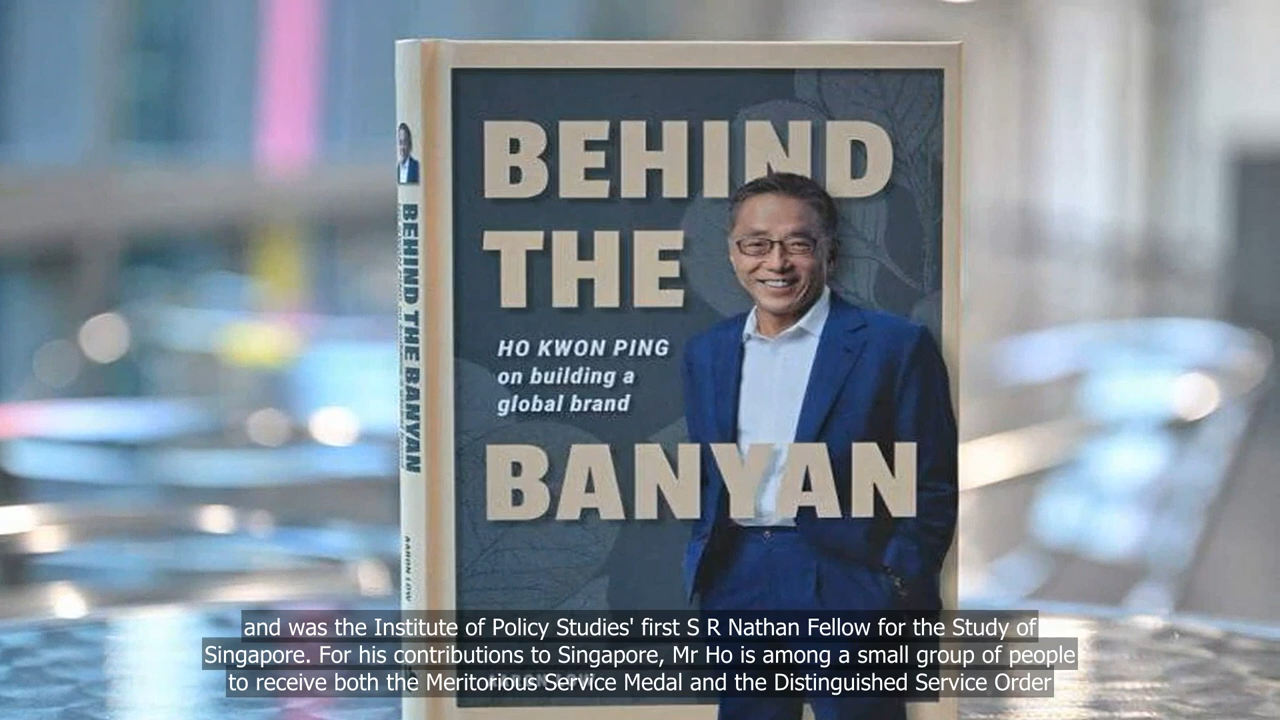 BEHIND
THE
HO KWON PING
on building a
global brand
BANYAN
BEHIND THE BANYAN
AARON LOW
and was the Institute of Policy Studies' first S R Nathan Fellow for the Study of
Singapore. For his contributions to Singapore, Mr Ho is among a small group of people
to receive both the Meritorious Service Medal and the Distinguished Service Order